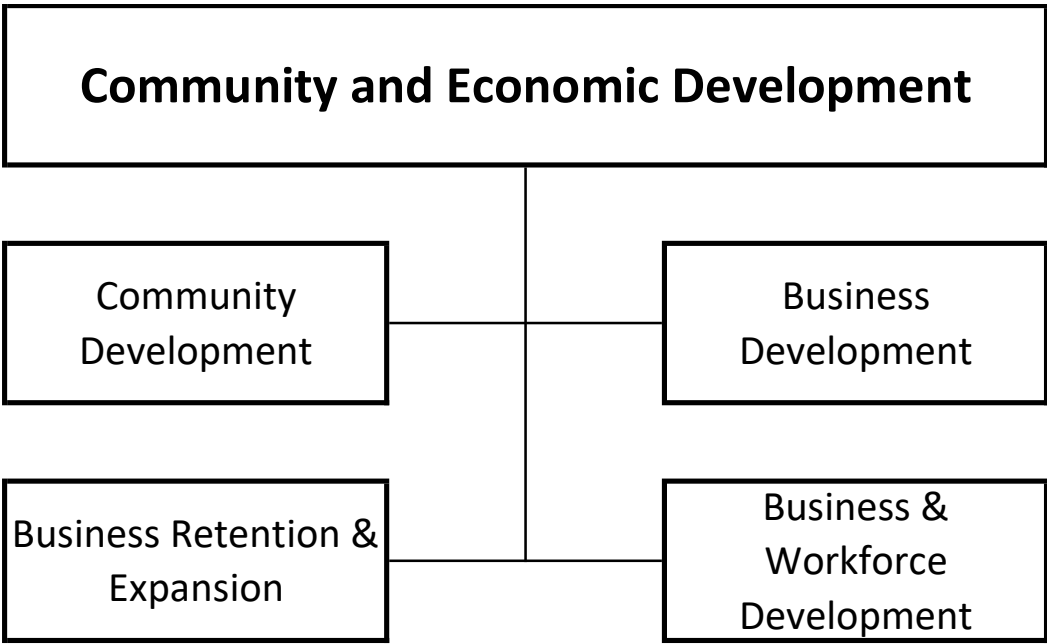 Community and Economic Development
Community
Development
Business
Development
Business Retention &
Expansion
Business &
Workforce
Development